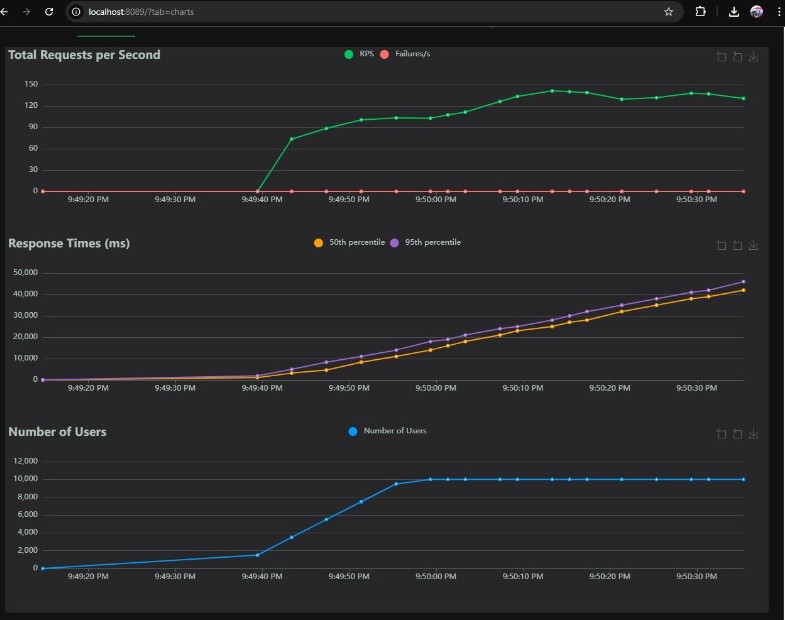 localhost:8089/?tab=charts
Total Requests per Second
RPS Failures/s
150
120
90
60
30
0
9:49:20 PM 9:49:30 PM 9:49:40 PM 9:49:50 PM 9:50:00 PM 9:50:10 PM 9:50:20 PM 9:50:30 PM
Response Times (ms)
50th percentile 95th percentile
50,000
40,000
30,000
20,000
10,000
0
9:49:20 PM 9:49:30 PM 9:49:40 PM 9:49:50 PM 9:50:00 PM 9:50:10 PM 9:50:20 PM 9:50:30 PM
Number of Users
Number of Users
12,000
10,000
8,000
6,000
4,000
2,000
0
9:49:20 PM 9:49:30 PM 9:49:40 PM 9:49:50 PM 9:50:00 PM 9:50:10 PM 9:50:20 PM 9:50:30 PM